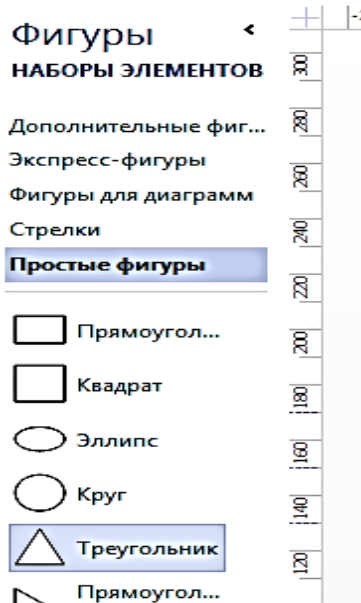 Фигуры <
НАБОРЫ ЭЛЕМЕНТОВ
Дополнительные фиг...
Экспресс-фигуры
Фигуры для диаграмм
Стрелки
Простые фигуры
Прямоугол...
Квадрат
Эллипс
Круг
Треугольник
Прямоугол...
300
280
260
240
220
200
180
160
140
120